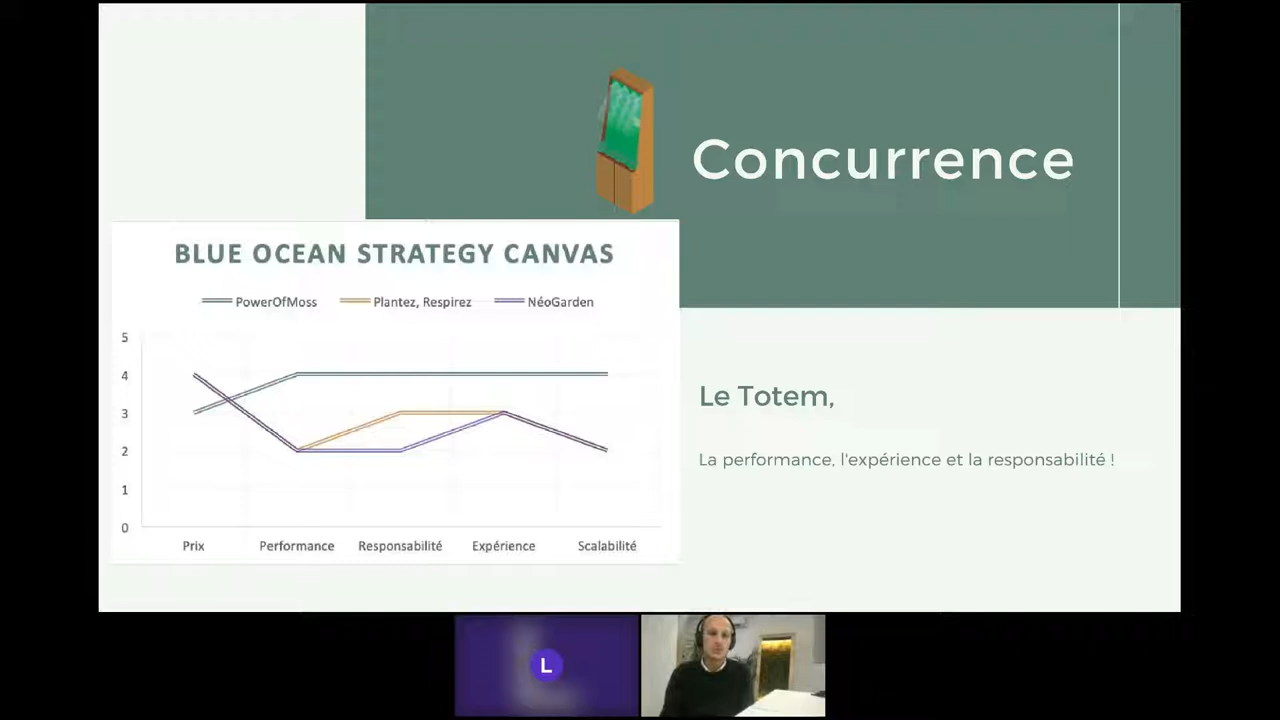 Concurrence
BLUE OCEAN STRATEGY CANVAS
PowerOfMoss Plantez, Respirez NéoGarden
5
4
3
2
1
0
Prix Performance Responsabilité Expérience Scalabilité
Le Totem,
La performance, l'expérience et la responsabilité !
L